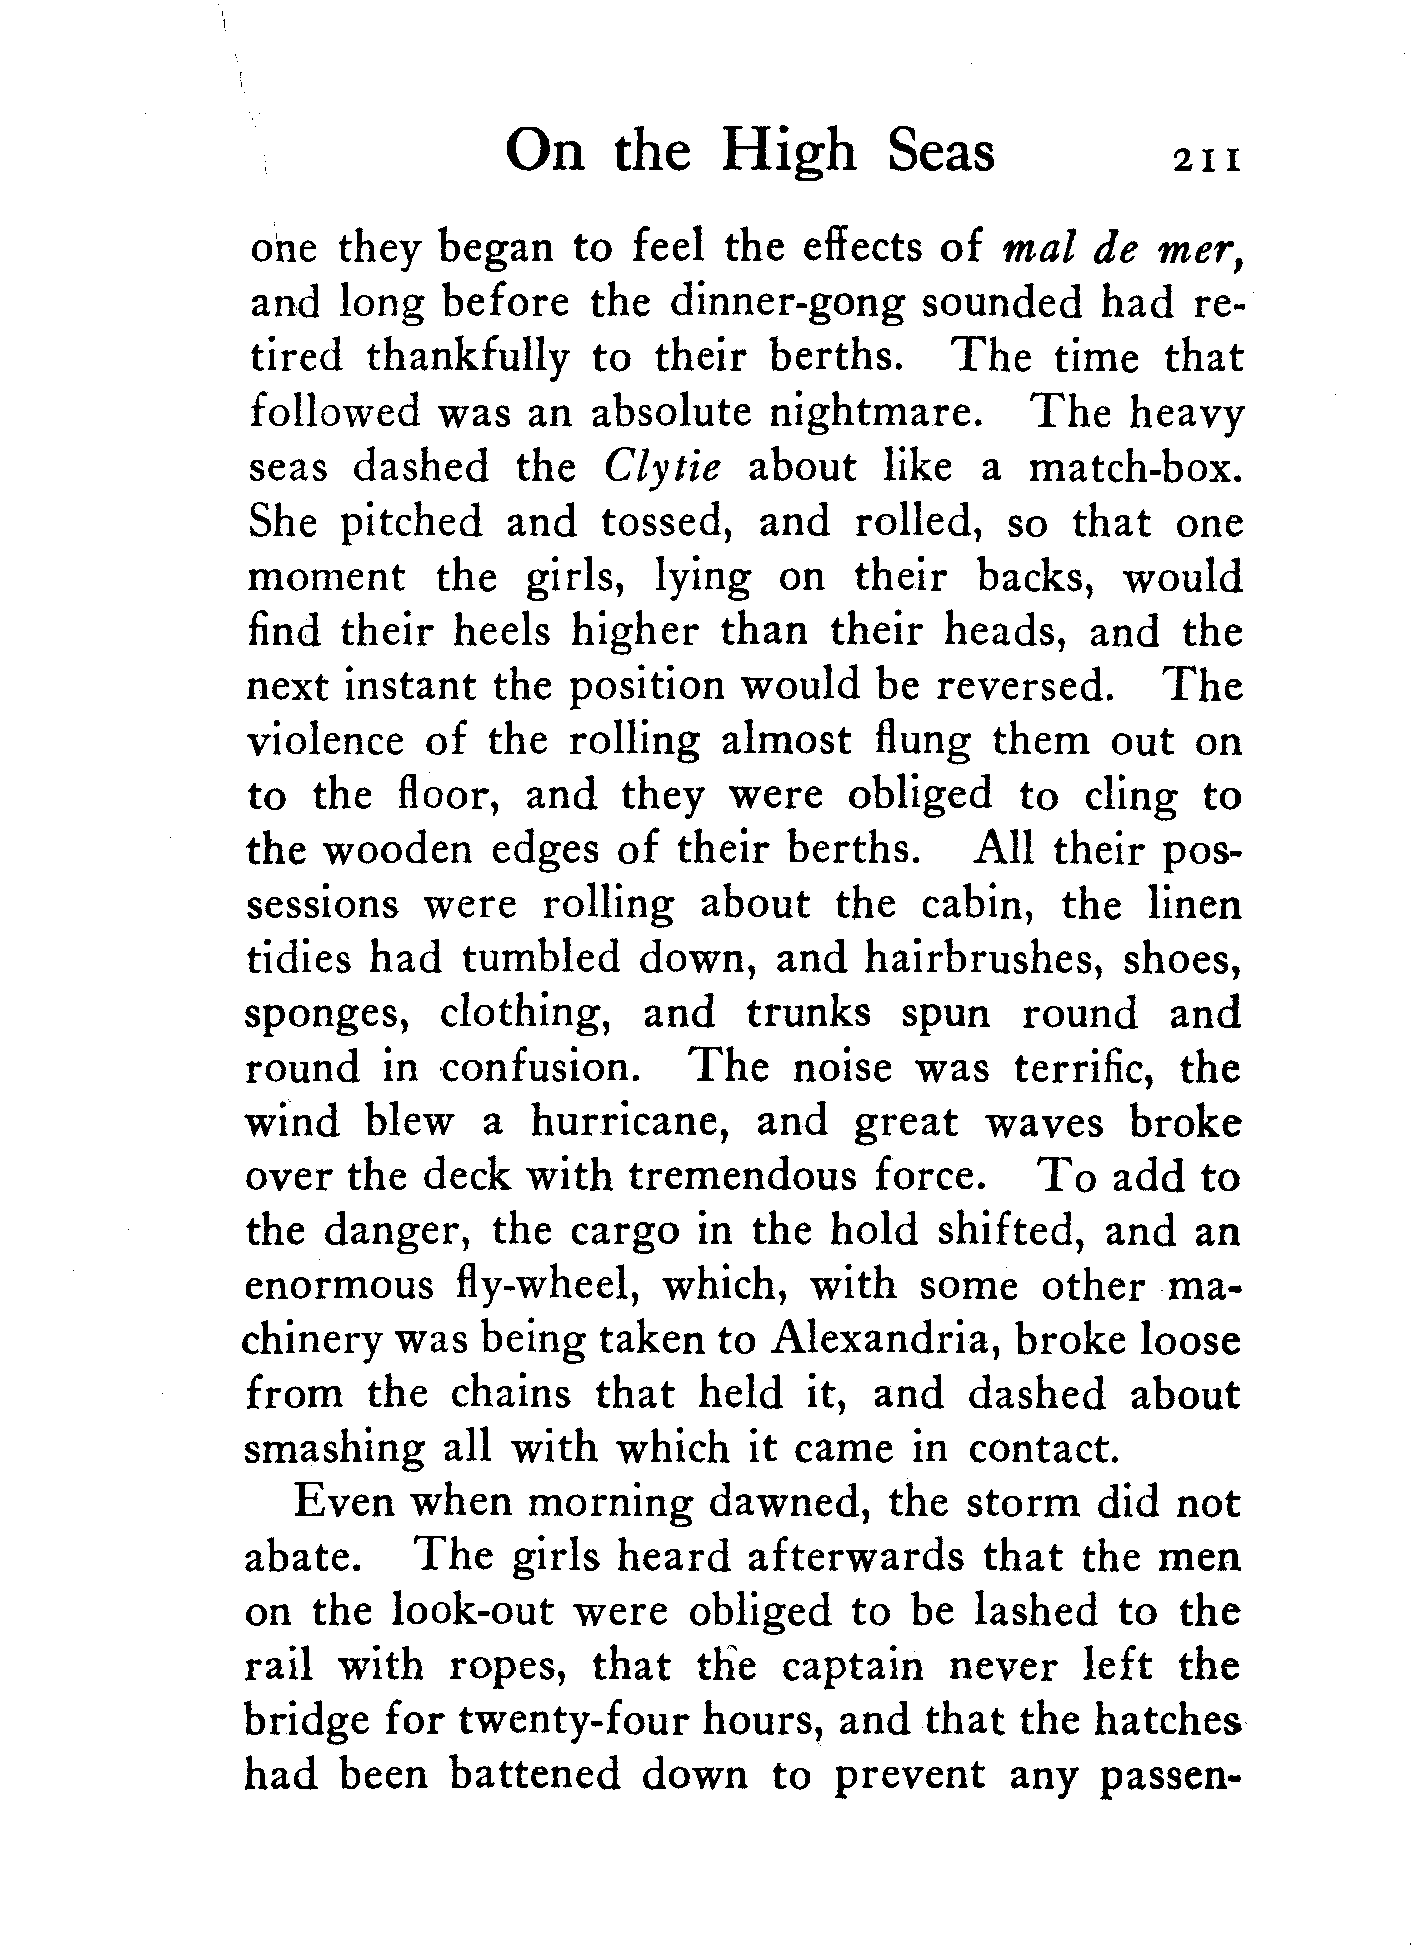 On the High Seas 211
one they began to feel the effects of mal de mer,
and long before the dinner-gong sounded had re-
tired thankfully to their berths. The time that
followed was an absolute nightmare. The heavy
seas dashed the Clytie about like a match-box.
She pitched and tossed, and rolled, so that one
moment the girls, lying on their backs, would
find their heels higher than their heads, and the
next instant the position would be reversed. The
violence of the rolling almost flung them out on
to the floor, and they were obliged to cling to
the wooden edges of their berths. All their pos-
sessions were rolling about the cabin, the linen
tidies had tumbled down, and hairbrushes, shoes,
sponges, clothing, and trunks spun round and
round in confusion. The noise was terrific, the
wind blew a hurricane, and great waves broke
over the deck with tremendous force. To add to
the danger, the cargo in the hold shifted, and an
enormous fly-wheel, which, with some other ma-
chinery was being taken to Alexandria, broke loose
from the chains that held it, and dashed about
smashing all with which it came in contact.
Even when morning dawned, the storm did not
abate. The girls heard afterwards that the men
on the look-out were obliged to be lashed to the
rail with ropes, that the captain never left the
bridge for twenty-four hours, and that the hatches
had been battened down to prevent any passen-